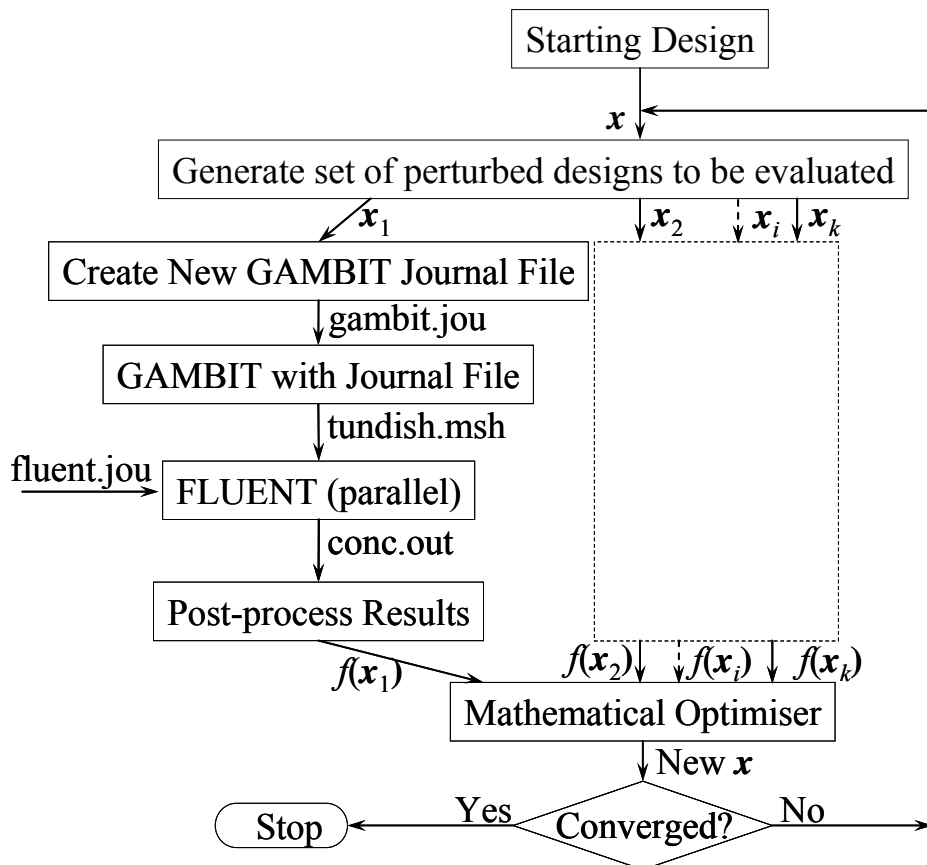 Starting Design
x
Generate set of perturbed designs to be evaluated
x₁ x₂ xᵢ xₖ
Create New GAMBIT Journal File
gambit.jou
GAMBIT with Journal File
tundish.msh
fluent.jou
FLUENT (parallel)
conc.out
Post-process Results
f(x₁) f(x₂) f(xᵢ) f(xₖ)
Mathematical Optimiser
New x
Yes Converged? No
Stop